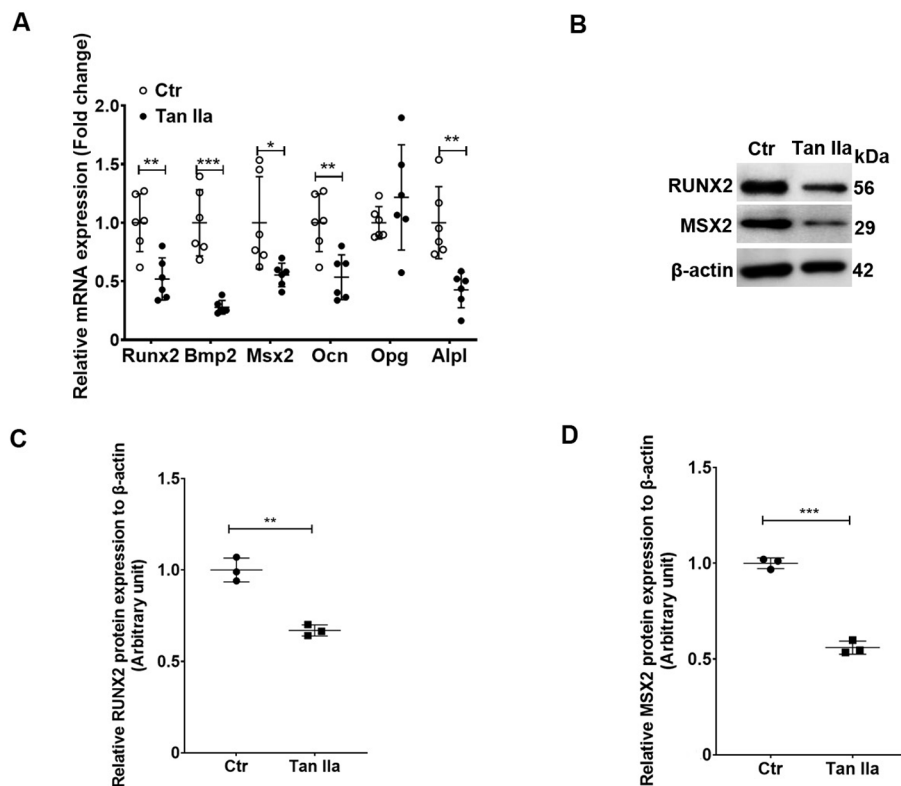 A
Ctr
Tan IIa
Relative mRNA expression (Fold change)
2.0
1.5
1.0
0.5
0
** *** * ** **
Runx2 Bmp2 Msx2 Ocn Opg Alpl
B
Ctr Tan IIa kDa
RUNX2 56
MSX2 29
β-actin 42
C
Relative RUNX2 protein expression to β-actin
(Arbitrary unit)
1.5
1.0
0.5
0
**
Ctr Tan IIa
D
Relative MSX2 protein expression to β-actin
(Arbitrary unit)
1.5
1.0
0.5
0
***
Ctr Tan IIa